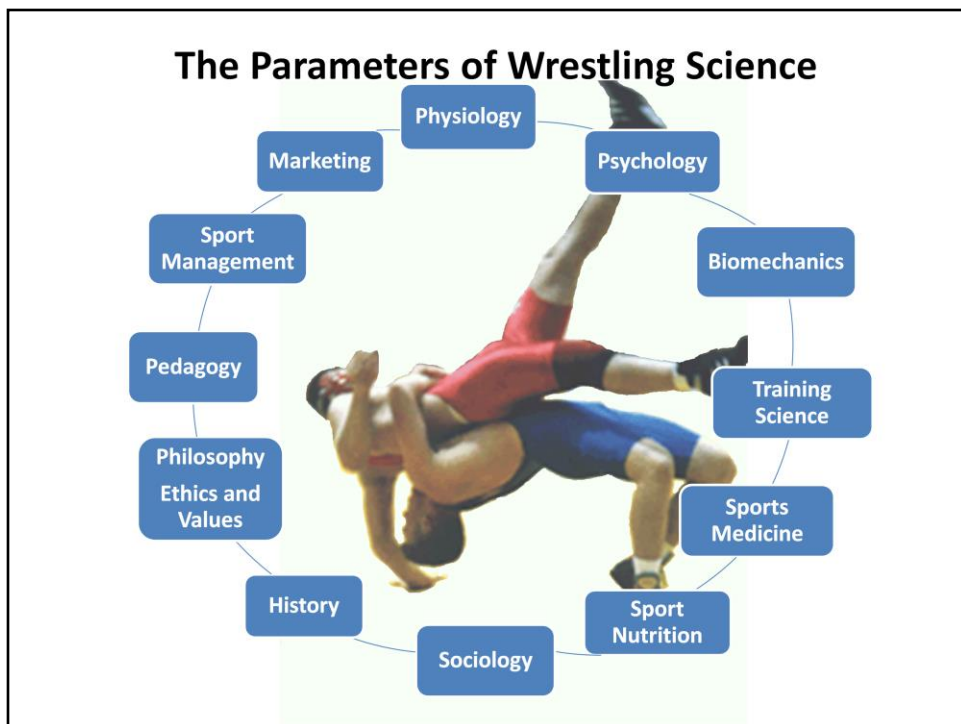 The Parameters of Wrestling Science
Physiology
Psychology
Biomechanics
Training
Science
Sports
Medicine
Sport
Nutrition
Sociology
History
Philosophy
Ethics and
Values
Pedagogy
Sport
Management
Marketing